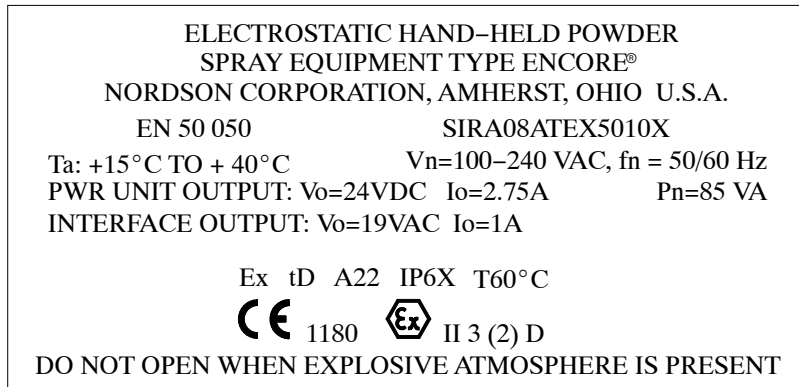 ELECTROSTATIC HAND–HELD POWDER
SPRAY EQUIPMENT TYPE ENCORE®
NORDSON CORPORATION, AMHERST, OHIO U.S.A.
EN 50 050 SIRA08ATEX5010X
Ta: +15°C TO + 40°C Vn=100–240 VAC, fn = 50/60 Hz
PWR UNIT OUTPUT: Vo=24VDC Io=2.75A Pn=85 VA
INTERFACE OUTPUT: Vo=19VAC Io=1A
Ex tD A22 IP6X T60°C
CE 1180 Ex II 3 (2) D
DO NOT OPEN WHEN EXPLOSIVE ATMOSPHERE IS PRESENT